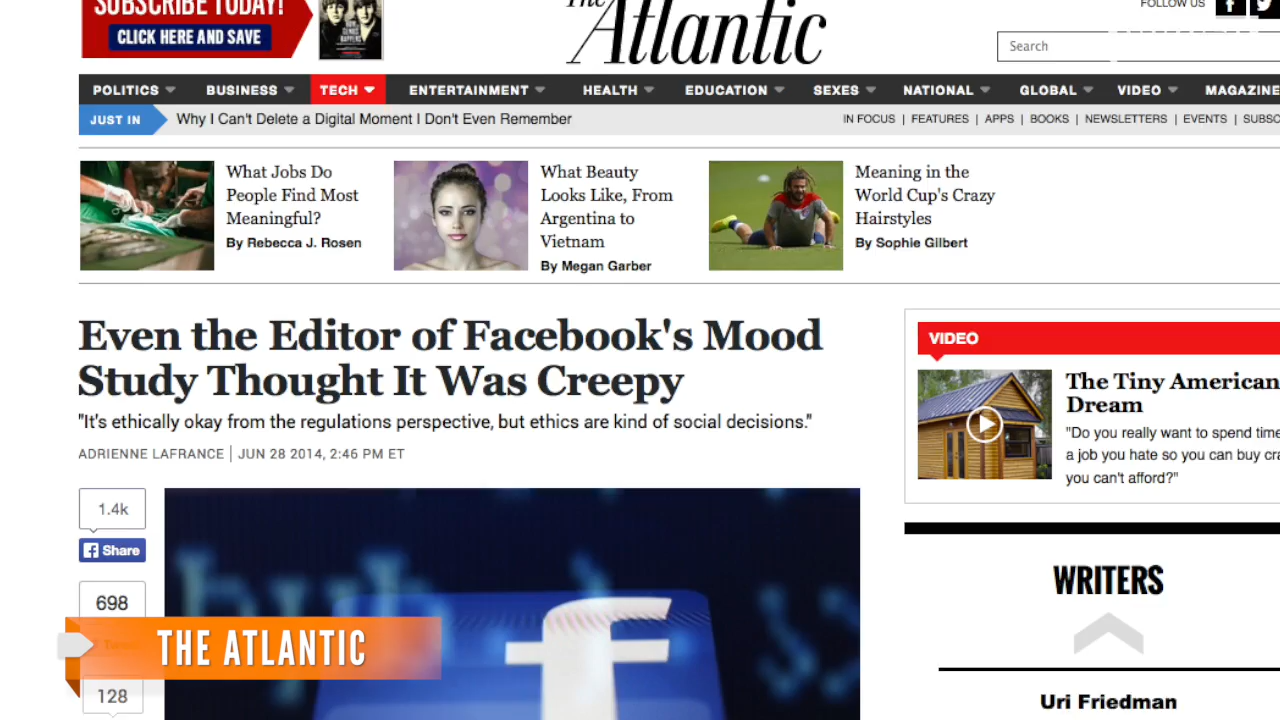 SUBSCRIBE TODAY!
CLICK HERE AND SAVE
The
Atlantic
FOLLOW US
Search
POLITICS BUSINESS TECH ENTERTAINMENT HEALTH EDUCATION SEXES NATIONAL GLOBAL VIDEO MAGAZINE
JUST IN Why I Can't Delete a Digital Moment I Don't Even Remember
IN FOCUS | FEATURES | APPS | BOOKS | NEWSLETTERS | EVENTS | SUBSC
What Jobs Do
People Find Most
Meaningful?
By Rebecca J. Rosen
What Beauty
Looks Like, From
Argentina to
Vietnam
By Megan Garber
Meaning in the
World Cup's Crazy
Hairstyles
By Sophie Gilbert
Even the Editor of Facebook's Mood
Study Thought It Was Creepy
"It's ethically okay from the regulations perspective, but ethics are kind of social decisions."
ADRIENNE LAFRANCE | JUN 28 2014, 2:46 PM ET
1.4k
f Share
698
THE ATLANTIC
128
f
VIDEO
The Tiny American
Dream
"Do you really want to spend time
a job you hate so you can buy cra
you can't afford?"
WRITERS
Uri Friedman